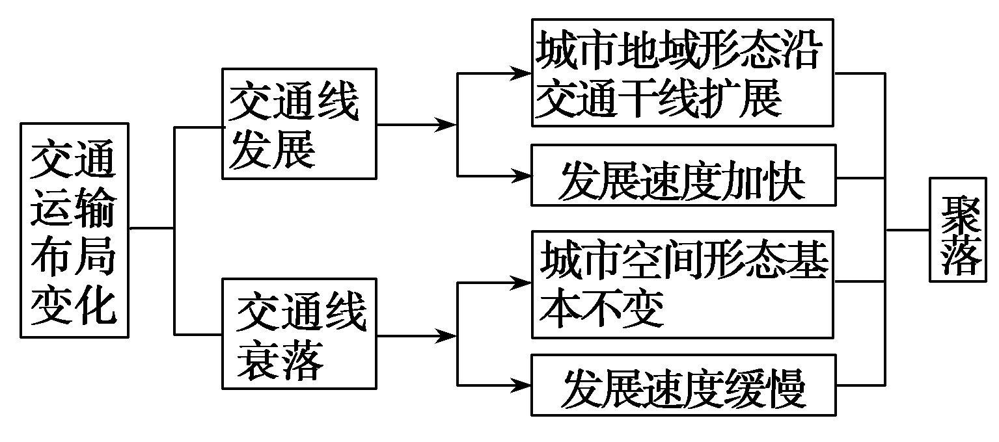 交通
运输
布局
变化
交通线
发展
交通线
衰落
城市地域形态沿
交通干线扩展
发展速度加快
城市空间形态基
本不变
发展速度缓慢
聚
落